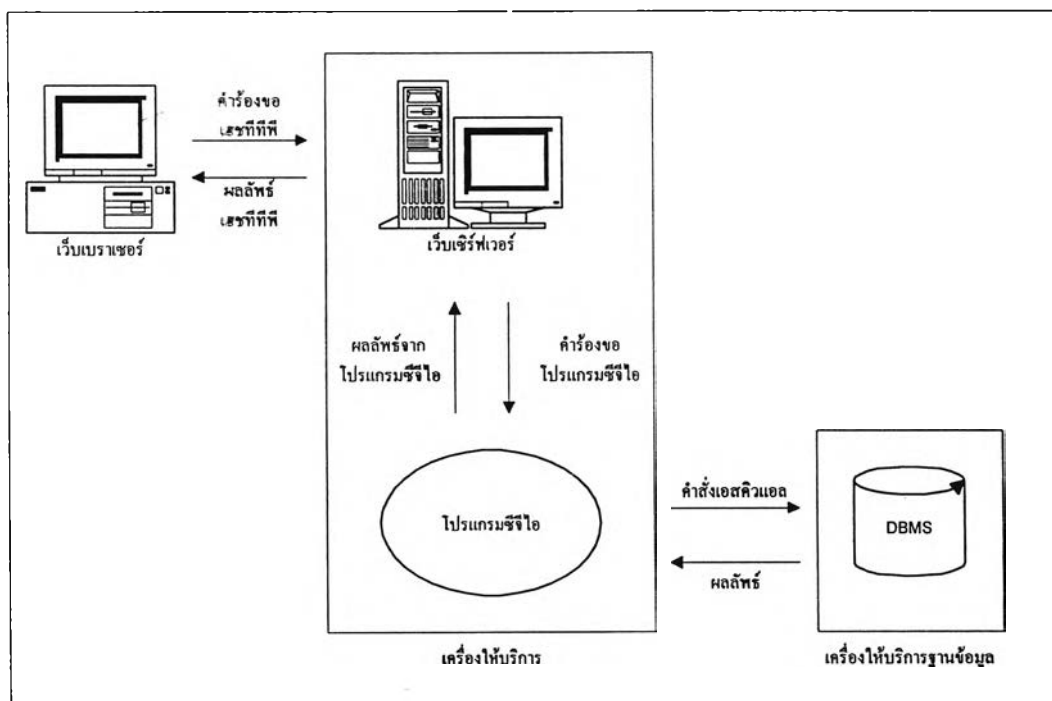 คำร้องขอ
เฮชทีทีพี
ผลลัพธ์
เฮชทีทีพี
เว็บเบราเซอร์
เว็บเซิร์ฟเวอร์
ผลลัพธ์จาก
โปรแกรมซีจีไอ
คำร้องขอ
โปรแกรมซีจีไอ
โปรแกรมซีจีไอ
คำสั่งเอสคิวแอล
ผลลัพธ์
DBMS
เครื่องให้บริการ
เครื่องให้บริการฐานข้อมูล